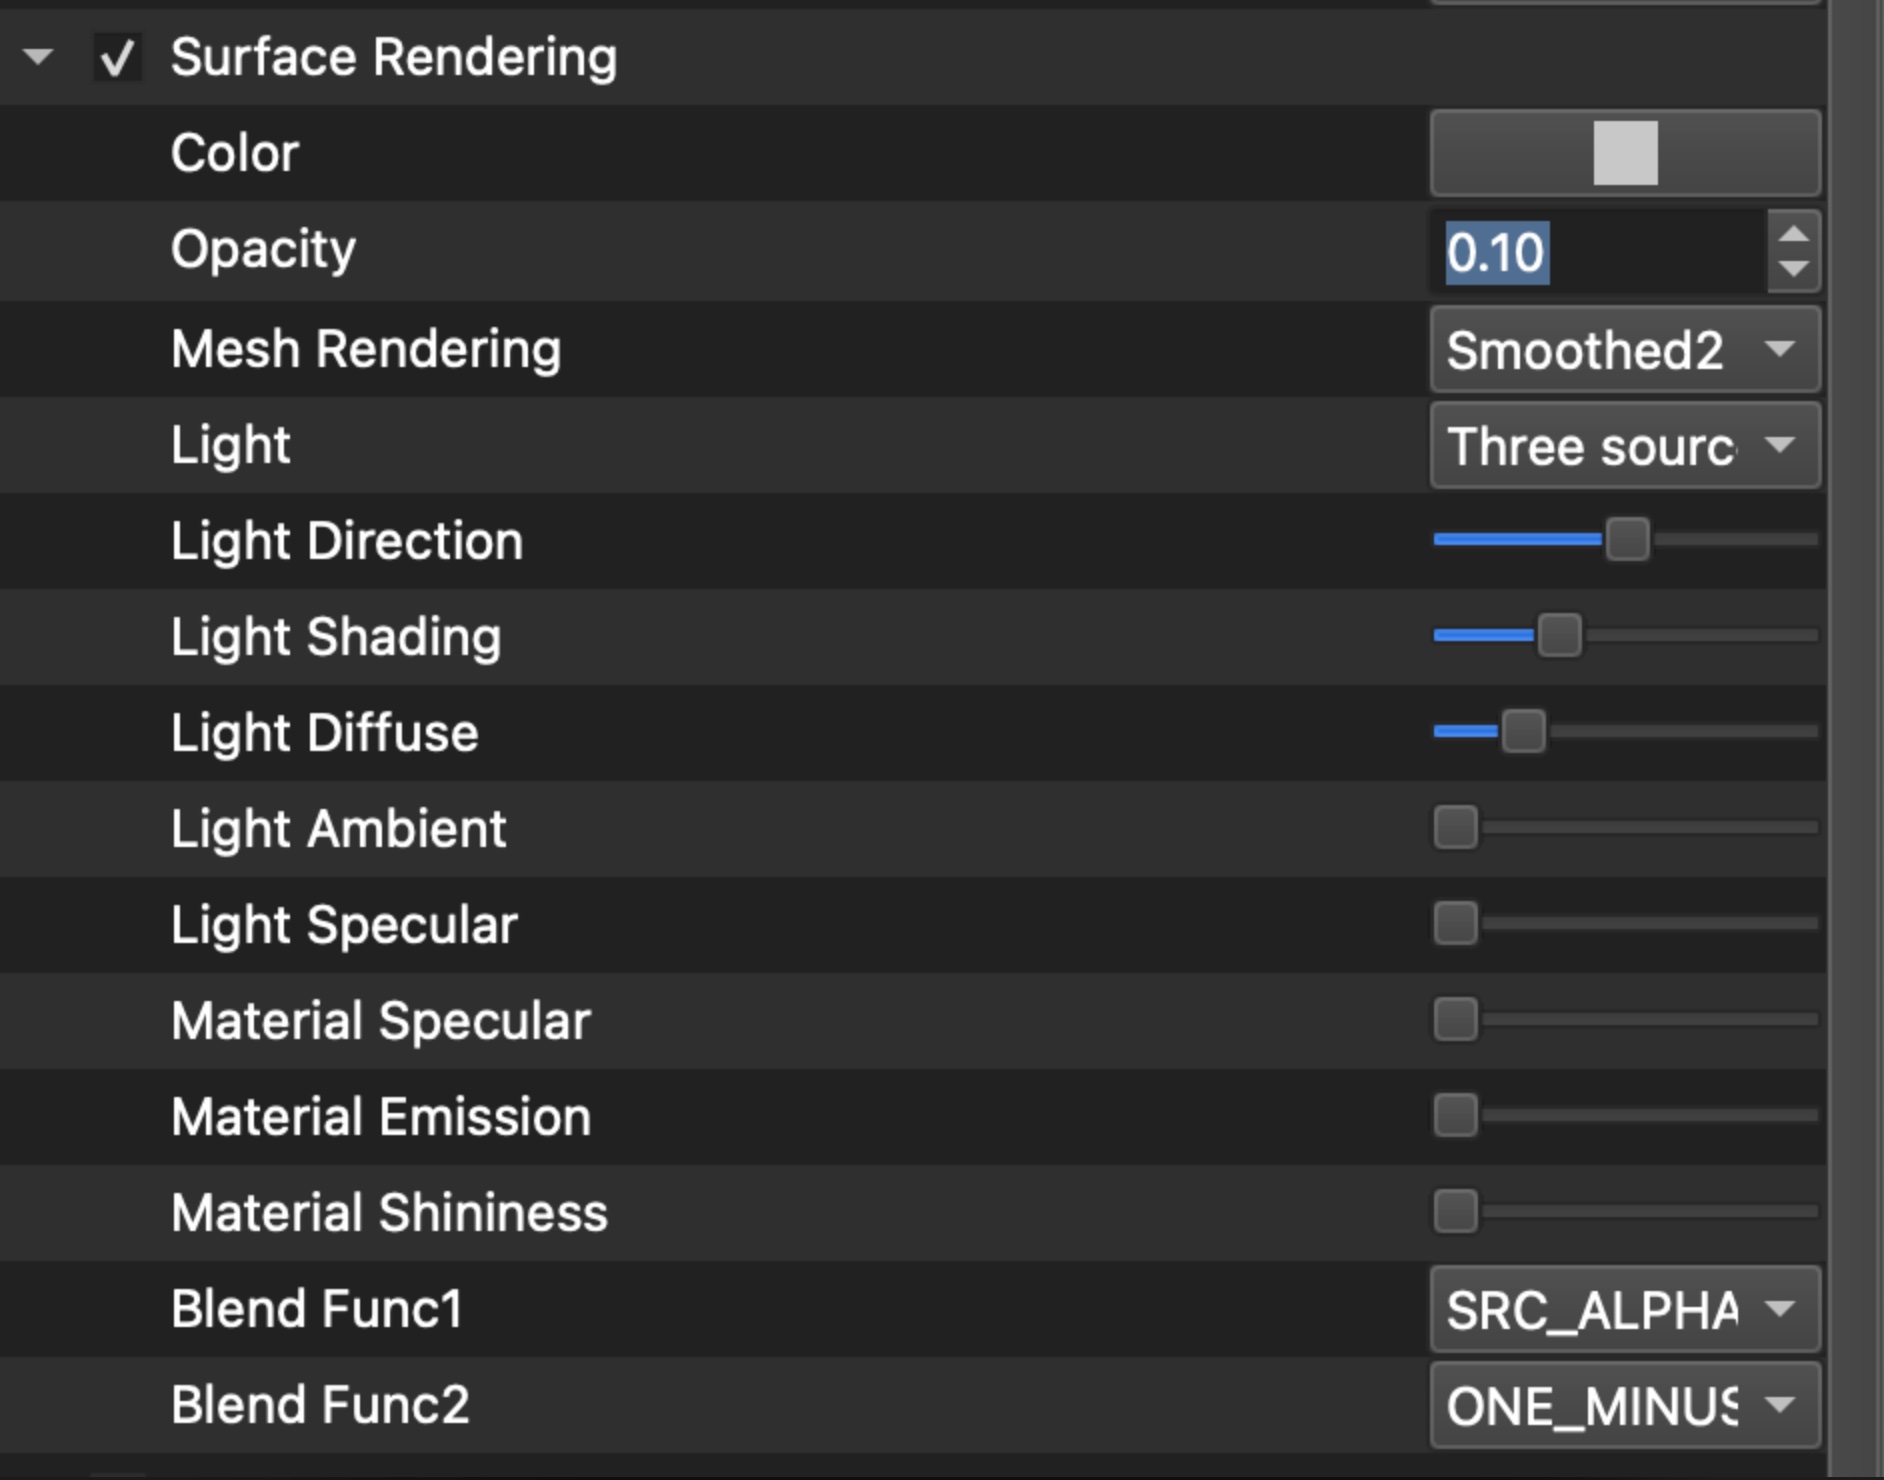 Surface Rendering
Color
Opacity 0.10
Mesh Rendering Smoothed2
Light Three sourc
Light Direction
Light Shading
Light Diffuse
Light Ambient
Light Specular
Material Specular
Material Emission
Material Shininess
Blend Func1 SRC_ALPHA
Blend Func2 ONE_MINUS